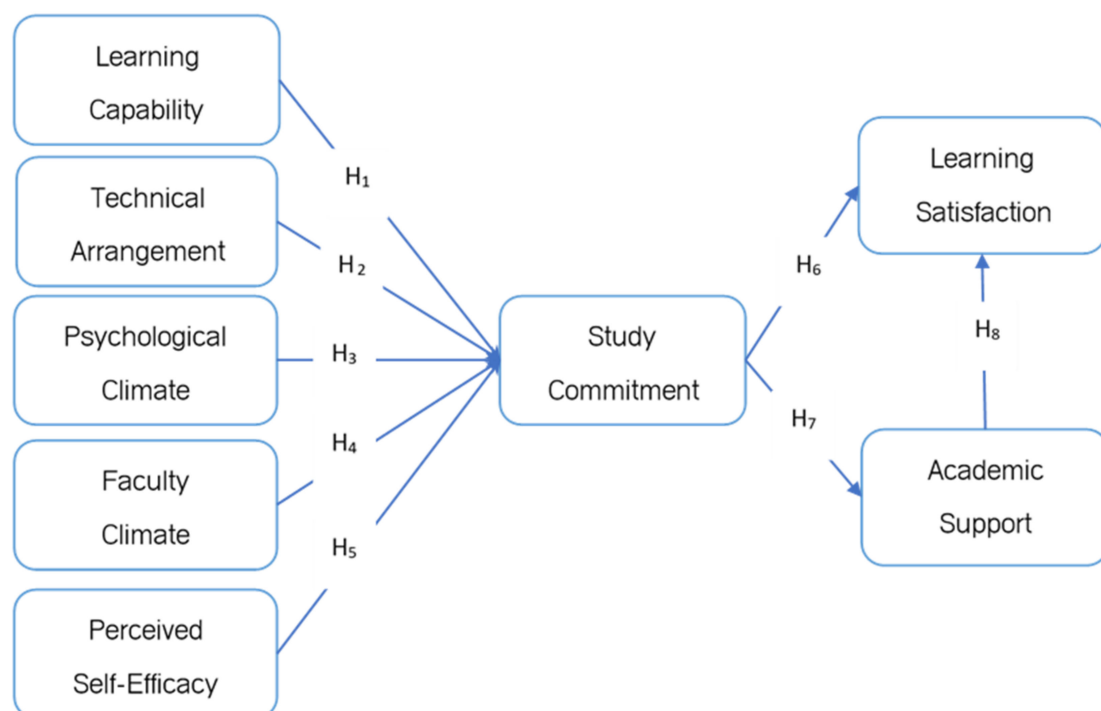 Learning
Capability
Technical
Arrangement
Psychological
Climate
Faculty
Climate
Perceived
Self-Efficacy
H₁
H₂
H₃
H₄
H₅
Study
Commitment
H₆
H₇
Learning
Satisfaction
H₈
Academic
Support